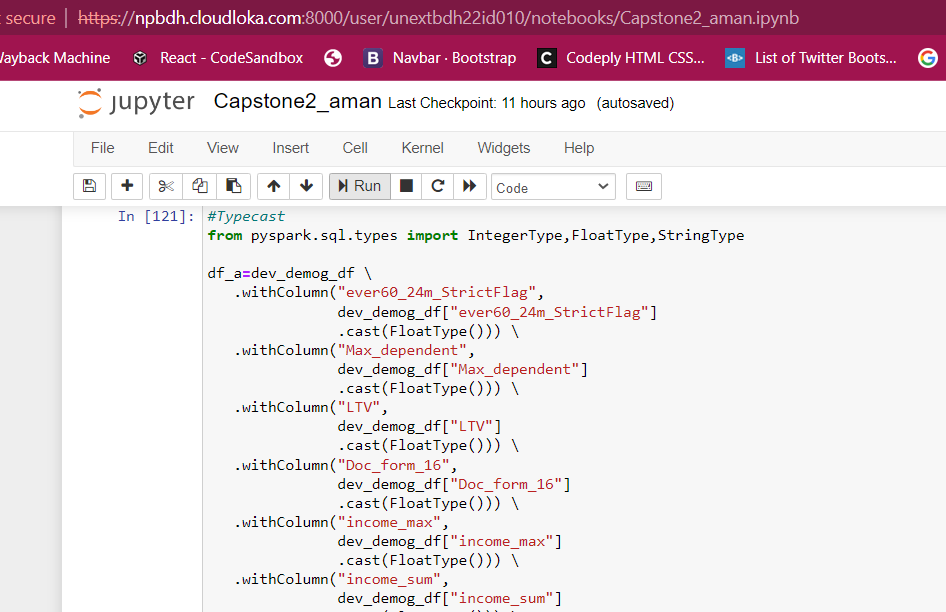 secure | https://npbdh.cloudloka.com:8000/user/unextbdh22id010/notebooks/Capstone2_aman.ipynb
Wayback Machine React - CodeSandbox B Navbar · Bootstrap C Codeply HTML CSS... <B> List of Twitter Boots... G
jupyter Capstone2_aman Last Checkpoint: 11 hours ago (autosaved)
File Edit View Insert Cell Kernel Widgets Help
Run Code
In [121]: #Typecast
from pyspark.sql.types import IntegerType,FloatType,StringType
df_a=dev_demog_df \
.withColumn("ever60_24m_StrictFlag",
dev_demog_df["ever60_24m_StrictFlag"]
.cast(FloatType())) \
.withColumn("Max_dependent",
dev_demog_df["Max_dependent"]
.cast(FloatType())) \
.withColumn("LTV",
dev_demog_df["LTV"]
.cast(FloatType())) \
.withColumn("Doc_form_16",
dev_demog_df["Doc_form_16"]
.cast(FloatType())) \
.withColumn("income_max",
dev_demog_df["income_max"]
.cast(FloatType())) \
.withColumn("income_sum",
dev_demog_df["income_sum"]